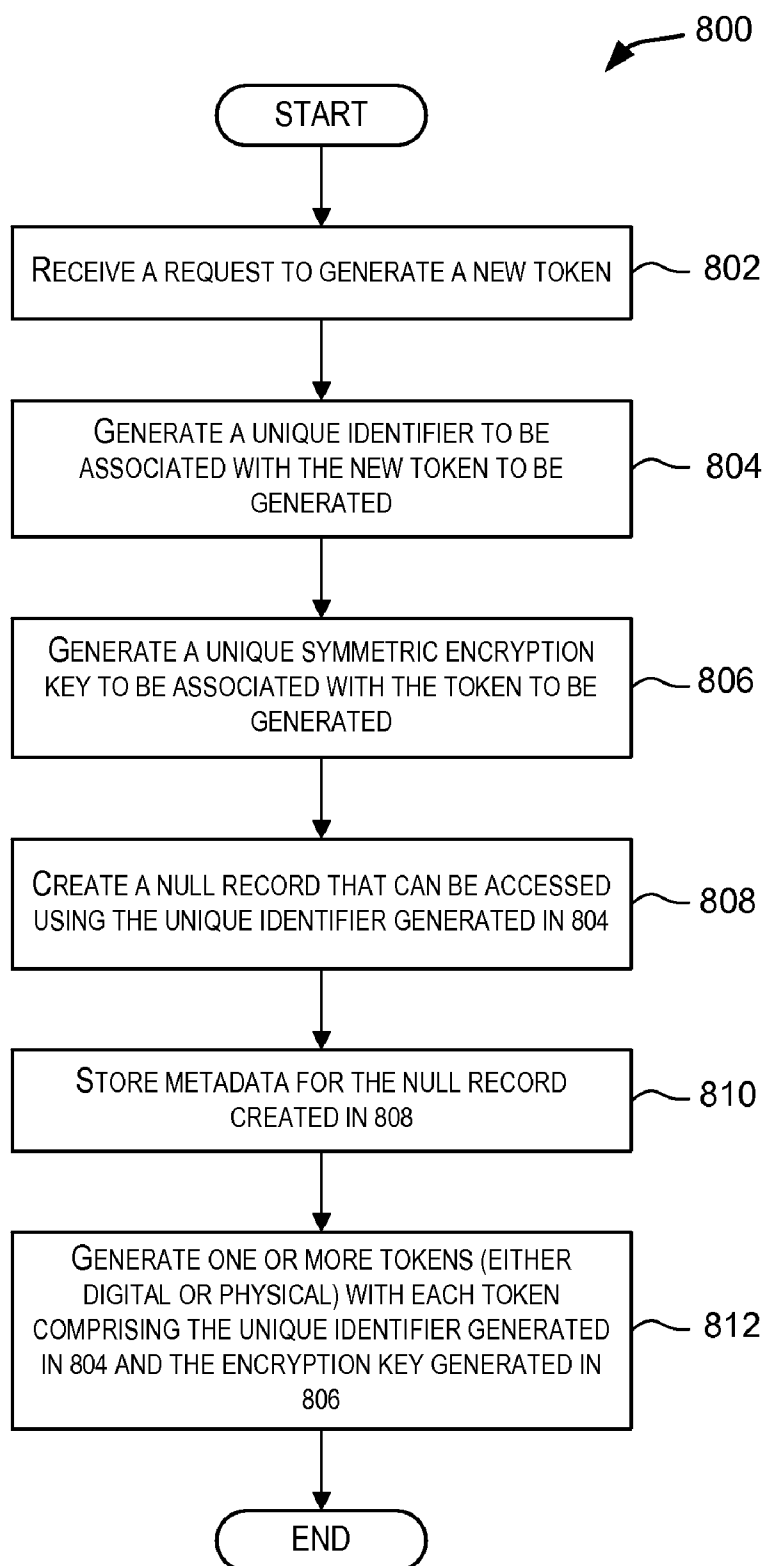 800
START
RECEIVE A REQUEST TO GENERATE A NEW TOKEN
802
GENERATE A UNIQUE IDENTIFIER TO BE
ASSOCIATED WITH THE NEW TOKEN TO BE
GENERATED
804
GENERATE A UNIQUE SYMMETRIC ENCRYPTION
KEY TO BE ASSOCIATED WITH THE TOKEN TO BE
GENERATED
806
CREATE A NULL RECORD THAT CAN BE ACCESSED
USING THE UNIQUE IDENTIFIER GENERATED IN 804
808
STORE METADATA FOR THE NULL RECORD
CREATED IN 808
810
GENERATE ONE OR MORE TOKENS (EITHER
DIGITAL OR PHYSICAL) WITH EACH TOKEN
COMPRISING THE UNIQUE IDENTIFIER GENERATED
IN 804 AND THE ENCRYPTION KEY GENERATED IN
806
812
END